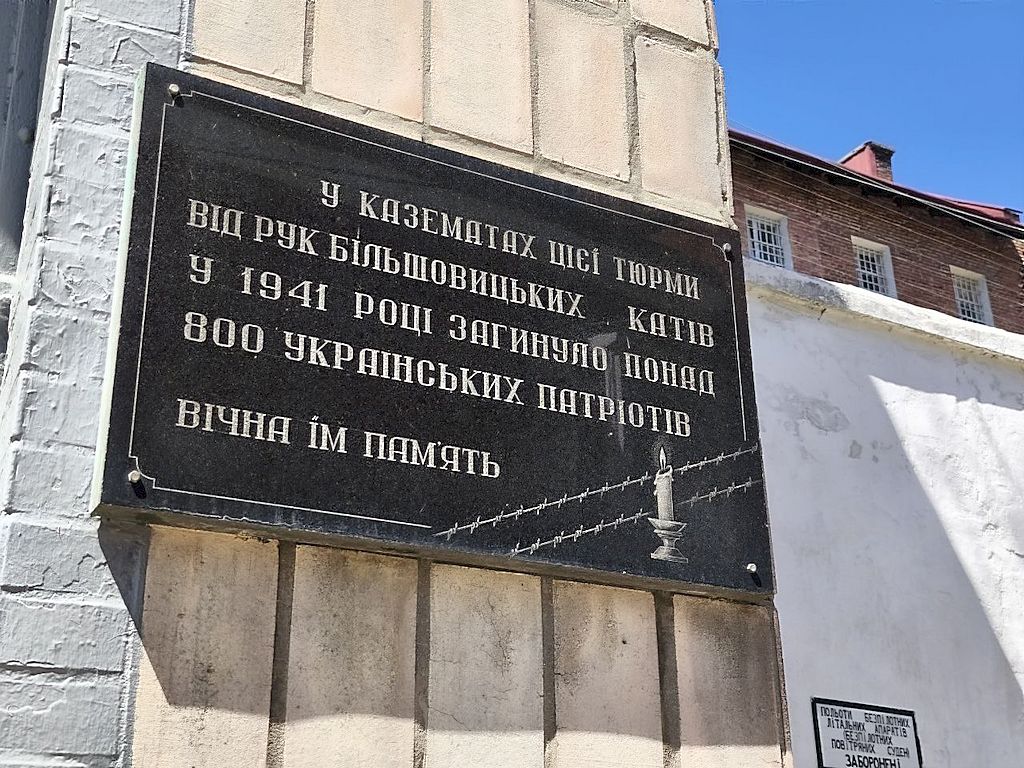 У КАЗЕМАТАХ ЦІЄЇ ТЮРМИ
ВІД РУК БІЛЬШОВИЦЬКИХ КАТІВ
У 1941 РОЦІ ЗАГИНУЛО ПОНАД
800 УКРАЇНСЬКИХ ПАТРІОТІВ
ВІЧНА ЇМ ПАМ'ЯТЬ
ПОЛЬОТИ БЕЗПІЛОТНИХ
ЛІТАЛЬНИХ АПАРАТІВ
(БЕЗПІЛОТНИХ
ПОВІТРЯНИХ СУДЕН)
ЗАБОРОНЕНІ